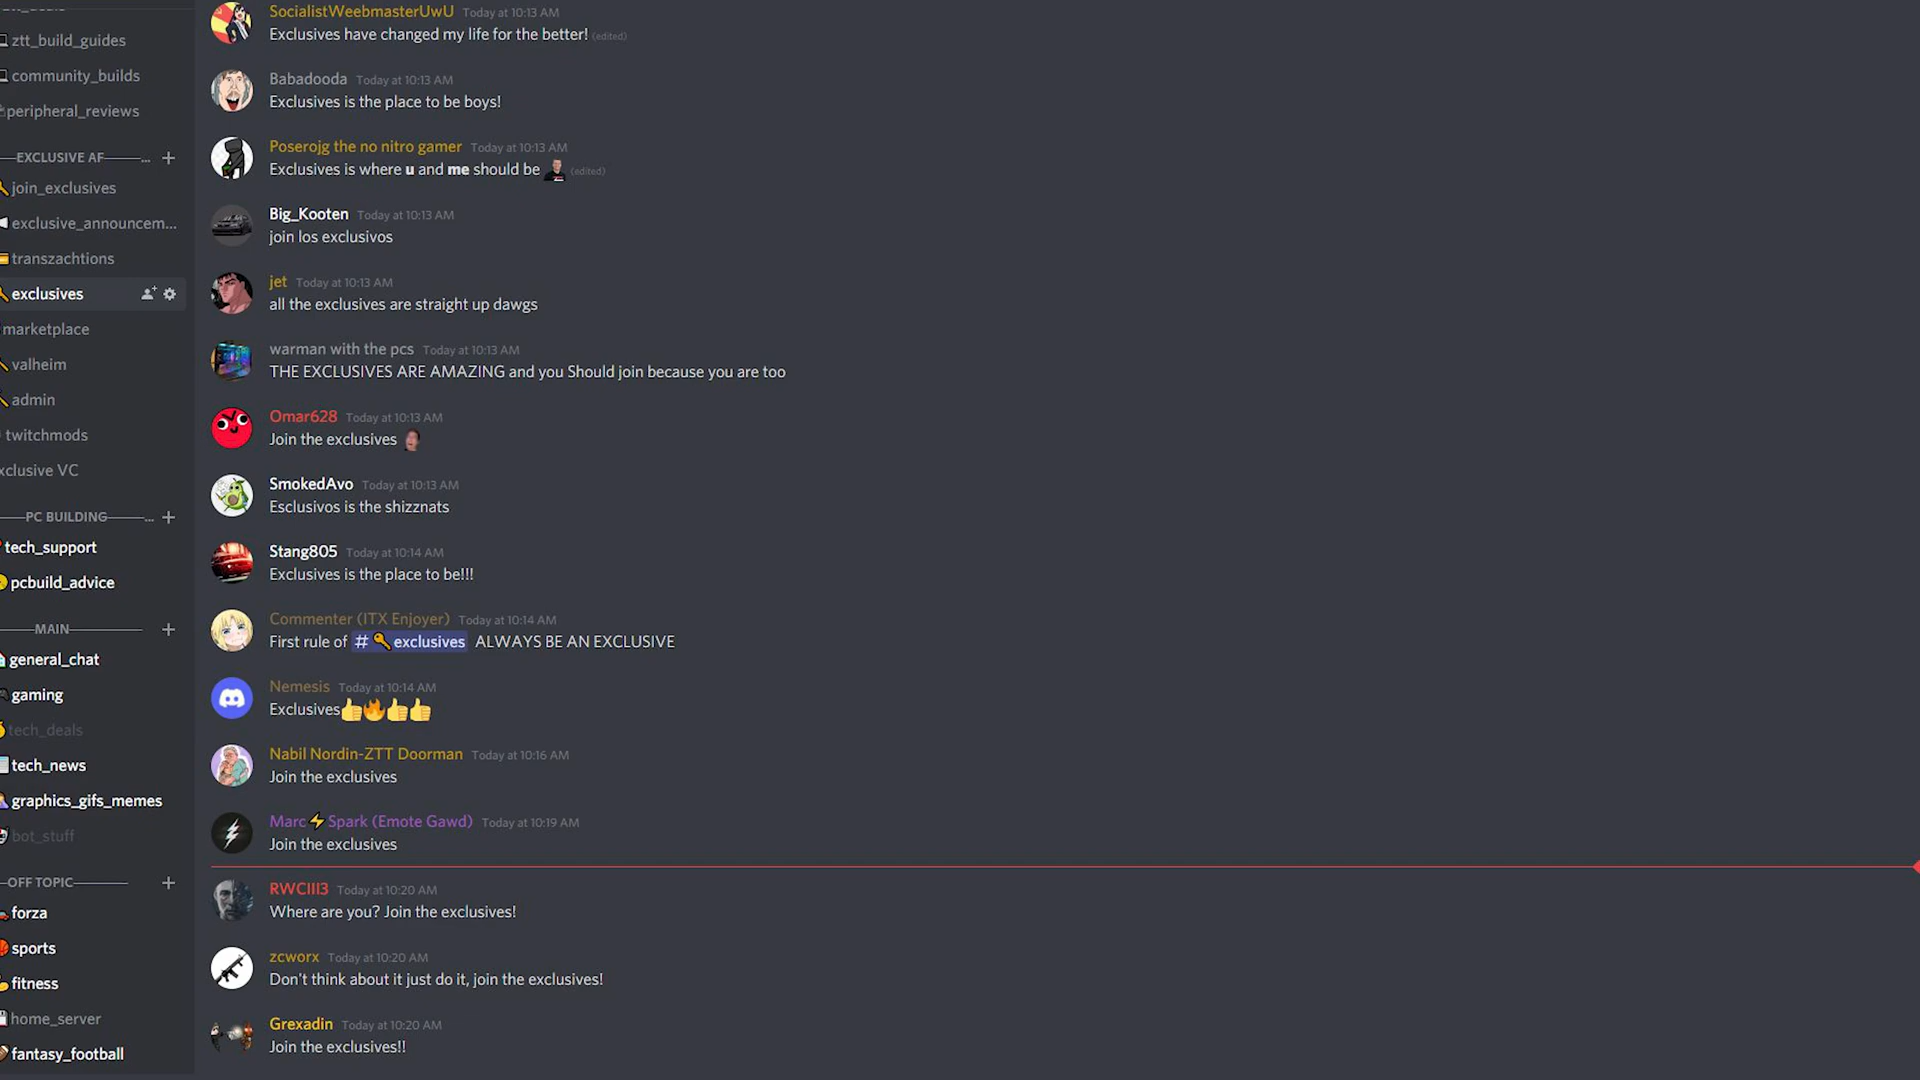 ztt_build_guides
community_builds
peripheral_reviews
EXCLUSIVE AF
join_exclusives
exclusive_announcem...
transzachtions
exclusives
marketplace
valheim
admin
twitchmods
xclusive VC
PC BUILDING
tech_support
pcbuild_advice
MAIN
general_chat
gaming
tech_deals
tech_news
graphics_gifs_memes
bot_stuff
OFF TOPIC
forza
sports
fitness
home_server
fantasy_football
SocialistWeebmasterUwU Today at 10:13 AM
Exclusives have changed my life for the better! (edited)
Babadooda Today at 10:13 AM
Exclusives is the place to be boys!
Poserojg the no nitro gamer Today at 10:13 AM
Exclusives is where u and me should be (edited)
Big_Kooten Today at 10:13 AM
join los exclusivos
jet Today at 10:13 AM
all the exclusives are straight up dawgs
warman with the pcs Today at 10:13 AM
THE EXCLUSIVES ARE AMAZING and you Should join because you are too
Omar628 Today at 10:13 AM
Join the exclusives
SmokedAvo Today at 10:13 AM
Esclusivos is the shizznats
Stang805 Today at 10:14 AM
Exclusives is the place to be!!!
Commenter (ITX Enjoyer) Today at 10:14 AM
First rule of # exclusives ALWAYS BE AN EXCLUSIVE
Nemesis Today at 10:14 AM
Exclusives👍🔥👍👍
Nabil Nordin-ZTT Doorman Today at 10:16 AM
Join the exclusives
Marc⚡Spark (Emote Gawd) Today at 10:19 AM
Join the exclusives
RWCIII3 Today at 10:20 AM
Where are you? Join the exclusives!
zcworx Today at 10:20 AM
Don't think about it just do it, join the exclusives!
Grexadin Today at 10:20 AM
Join the exclusives!!